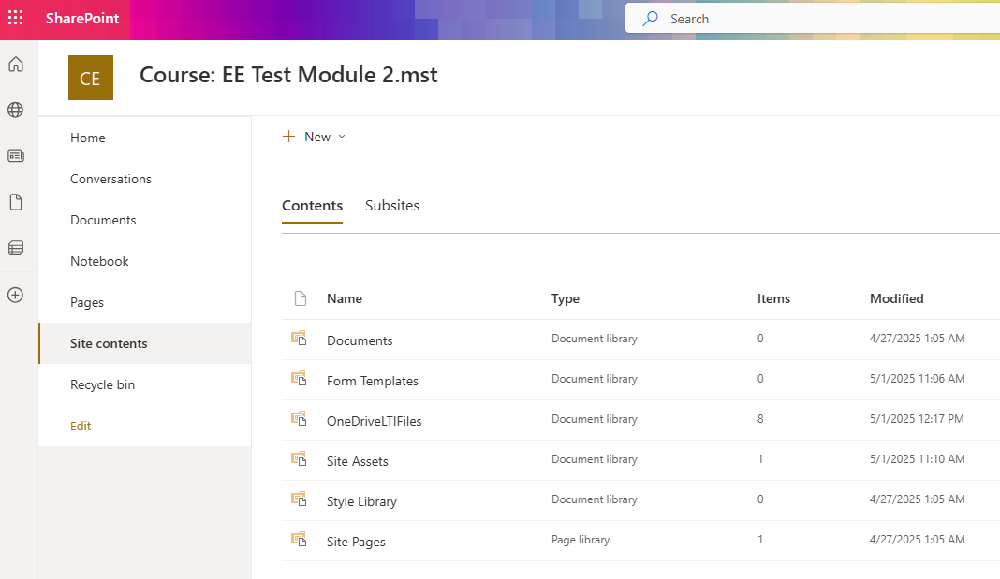 SharePoint
Search
CE
Course: EE Test Module 2.mst
Home
Conversations
Documents
Notebook
Pages
Site contents
Recycle bin
Edit
New
Contents Subsites
Name Type Items Modified
Documents Document library 0 4/27/2025 1:05 AM
Form Templates Document library 0 5/1/2025 11:06 AM
OneDriveLTIFiles Document library 8 5/1/2025 12:17 PM
Site Assets Document library 1 5/1/2025 11:10 AM
Style Library Document library 0 4/27/2025 1:05 AM
Site Pages Page library 1 4/27/2025 1:05 AM